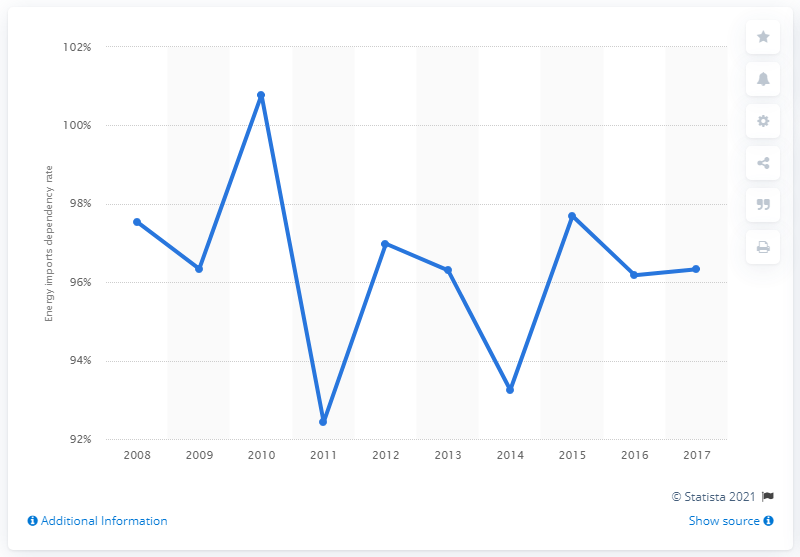 102%
100%
98%
96%
94%
92%
Energy imports dependency rate
2008 2009 2010 2011 2012 2013 2014 2015 2016 2017
© Statista 2021
Additional Information
Show source